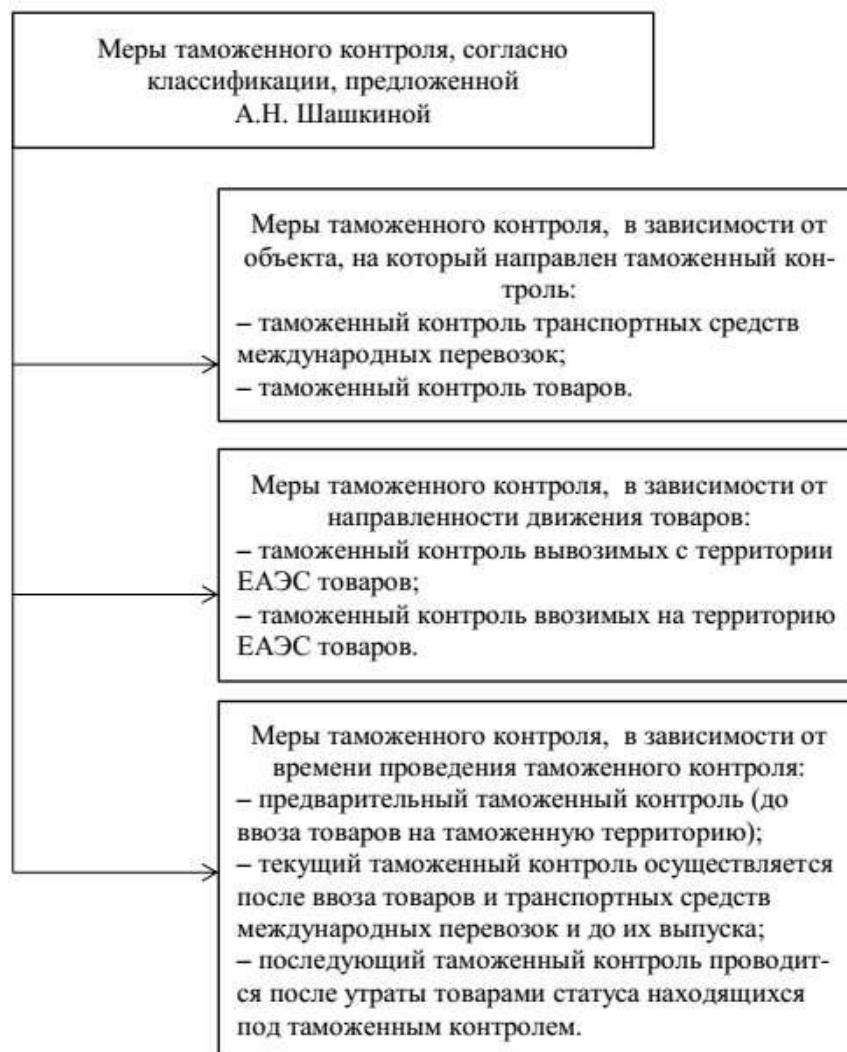 Меры таможенного контроля, согласно
классификации, предложенной
А.Н. Шашкиной
Меры таможенного контроля, в зависимости от
объекта, на который направлен таможенный кон-
троль:
– таможенный контроль транспортных средств
международных перевозок;
– таможенный контроль товаров.
Меры таможенного контроля, в зависимости от
направленности движения товаров:
– таможенный контроль вывозимых с территории
ЕАЭС товаров;
– таможенный контроль ввозимых на территорию
ЕАЭС товаров.
Меры таможенного контроля, в зависимости от
времени проведения таможенного контроля:
– предварительный таможенный контроль (до
ввоза товаров на таможенную территорию);
– текущий таможенный контроль осуществляется
после ввоза товаров и транспортных средств
международных перевозок и до их выпуска;
– последующий таможенный контроль проводит-
ся после утраты товарами статуса находящихся
под таможенным контролем.